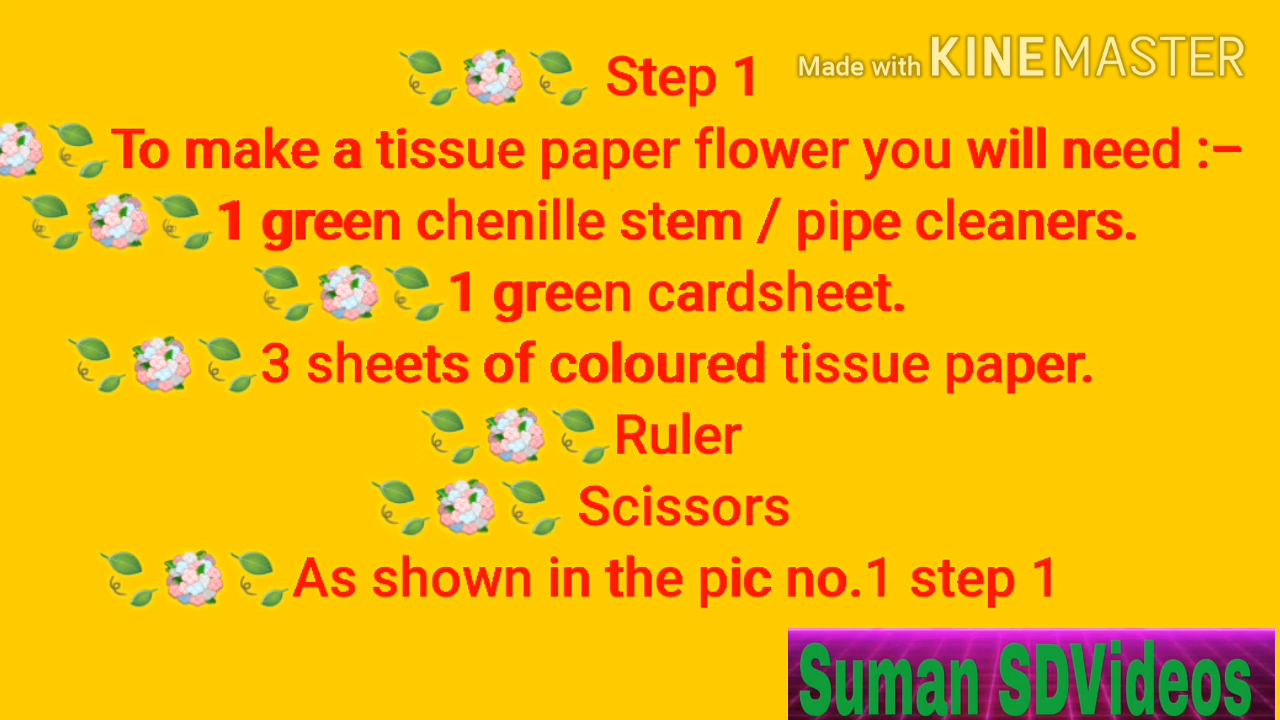 Step 1
Made with KINEMASTER
To make a tissue paper flower you will need :–
1 green chenille stem / pipe cleaners.
1 green cardsheet.
3 sheets of coloured tissue paper.
Ruler
Scissors
As shown in the pic no.1 step 1
Suman SDVideos